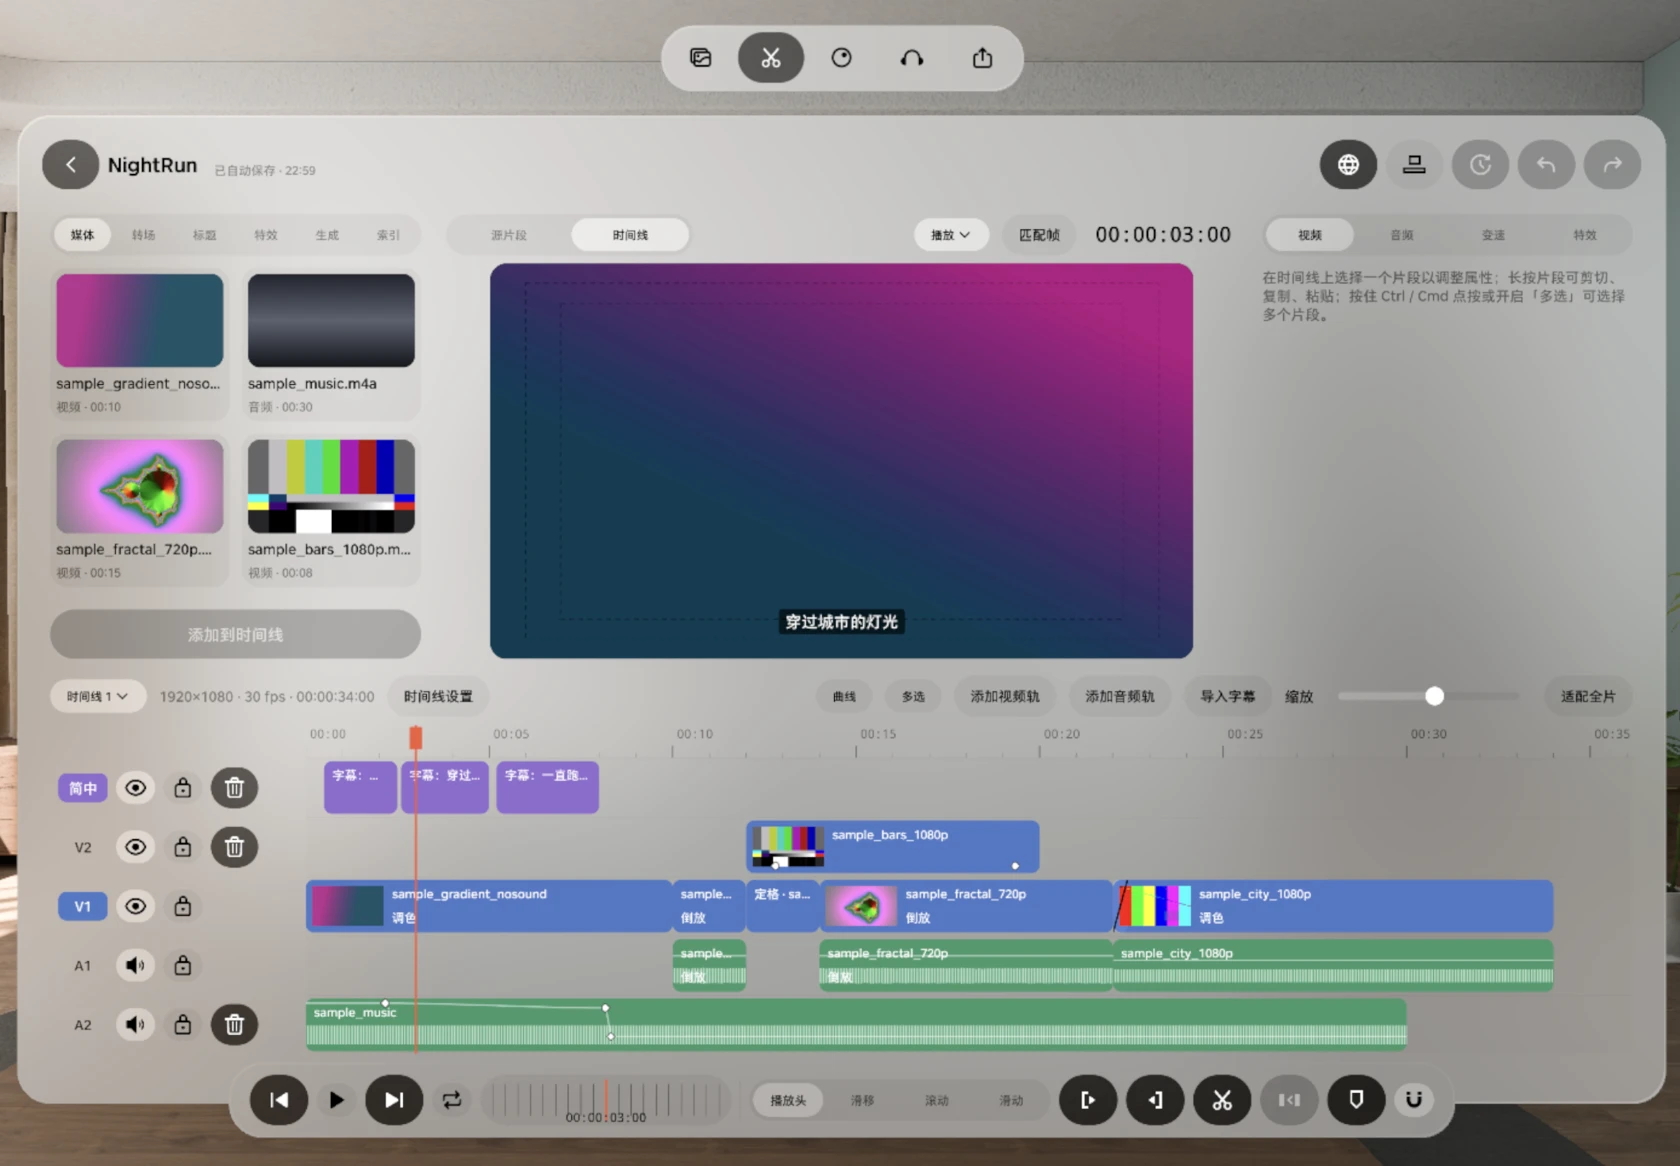 NightRun
已自动保存 · 22:59
媒体
转场
标题
特效
生成
索引
源片段
时间线
播放
匹配帧
00:00:03:00
视频
音频
变速
特效
sample_gradient_noso...
视频 · 00:10
sample_music.m4a
音频 · 00:30
sample_fractal_720p....
视频 · 00:15
sample_bars_1080p.m...
视频 · 00:08
添加到时间线
穿过城市的灯光
在时间线上选择一个片段以调整属性；长按片段可剪切、
复制、粘贴；按住 Ctrl / Cmd 点按或开启「多选」可选择
多个片段。
时间线 1
1920×1080 · 30 fps · 00:00:34:00
时间线设置
曲线
多选
添加视频轨
添加音频轨
导入字幕
缩放
适配全片
00:00
00:05
00:10
00:15
00:20
00:25
00:30
00:35
简中
字幕：...
字幕：穿过...
字幕：一直跑...
V2
sample_bars_1080p
V1
sample_gradient_nosound
调色
sample...
倒放
定格 · sa...
sample_fractal_720p
倒放
sample_city_1080p
调色
A1
sample...
倒放
sample_fractal_720p
倒放
sample_city_1080p
A2
sample_music
00:00:03:00
播放头
滑移
滚动
滑动